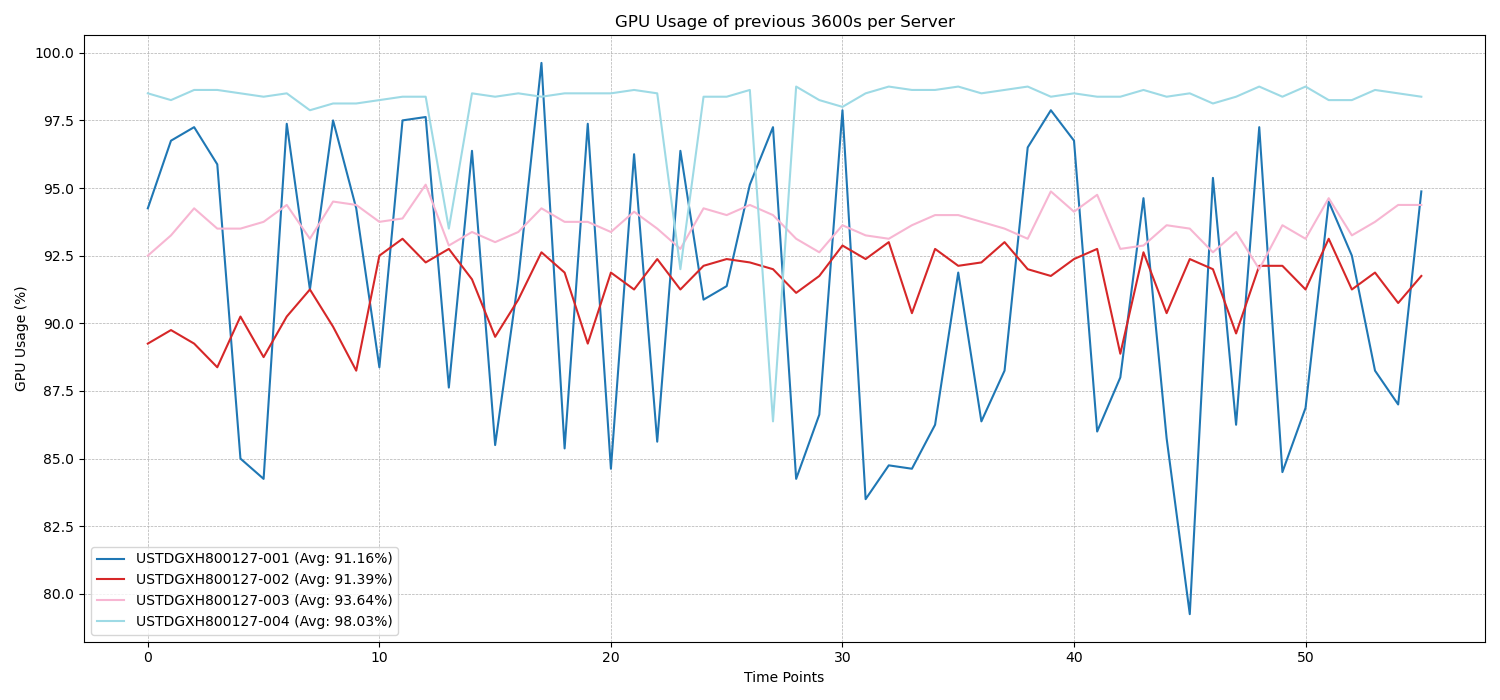 GPU Usage of previous 3600s per Server
GPU Usage (%)
100.0
97.5
95.0
92.5
90.0
87.5
85.0
82.5
80.0
USTDGXH800127-001 (Avg: 91.16%)
USTDGXH800127-002 (Avg: 91.39%)
USTDGXH800127-003 (Avg: 93.64%)
USTDGXH800127-004 (Avg: 98.03%)
0 10 20 30 40 50
Time Points